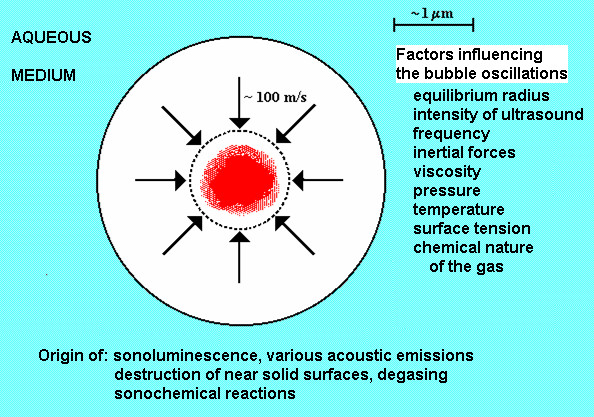 AQUEOUS
MEDIUM
~1 μm
~ 100 m/s
Factors influencing
the bubble oscillations
equilibrium radius
intensity of ultrasound
frequency
inertial forces
viscosity
pressure
temperature
surface tension
chemical nature
of the gas
Origin of: sonoluminescence, various acoustic emissions
destruction of near solid surfaces, degasing
sonochemical reactions